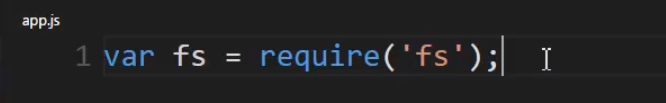 app.js
1 var fs = require('fs');